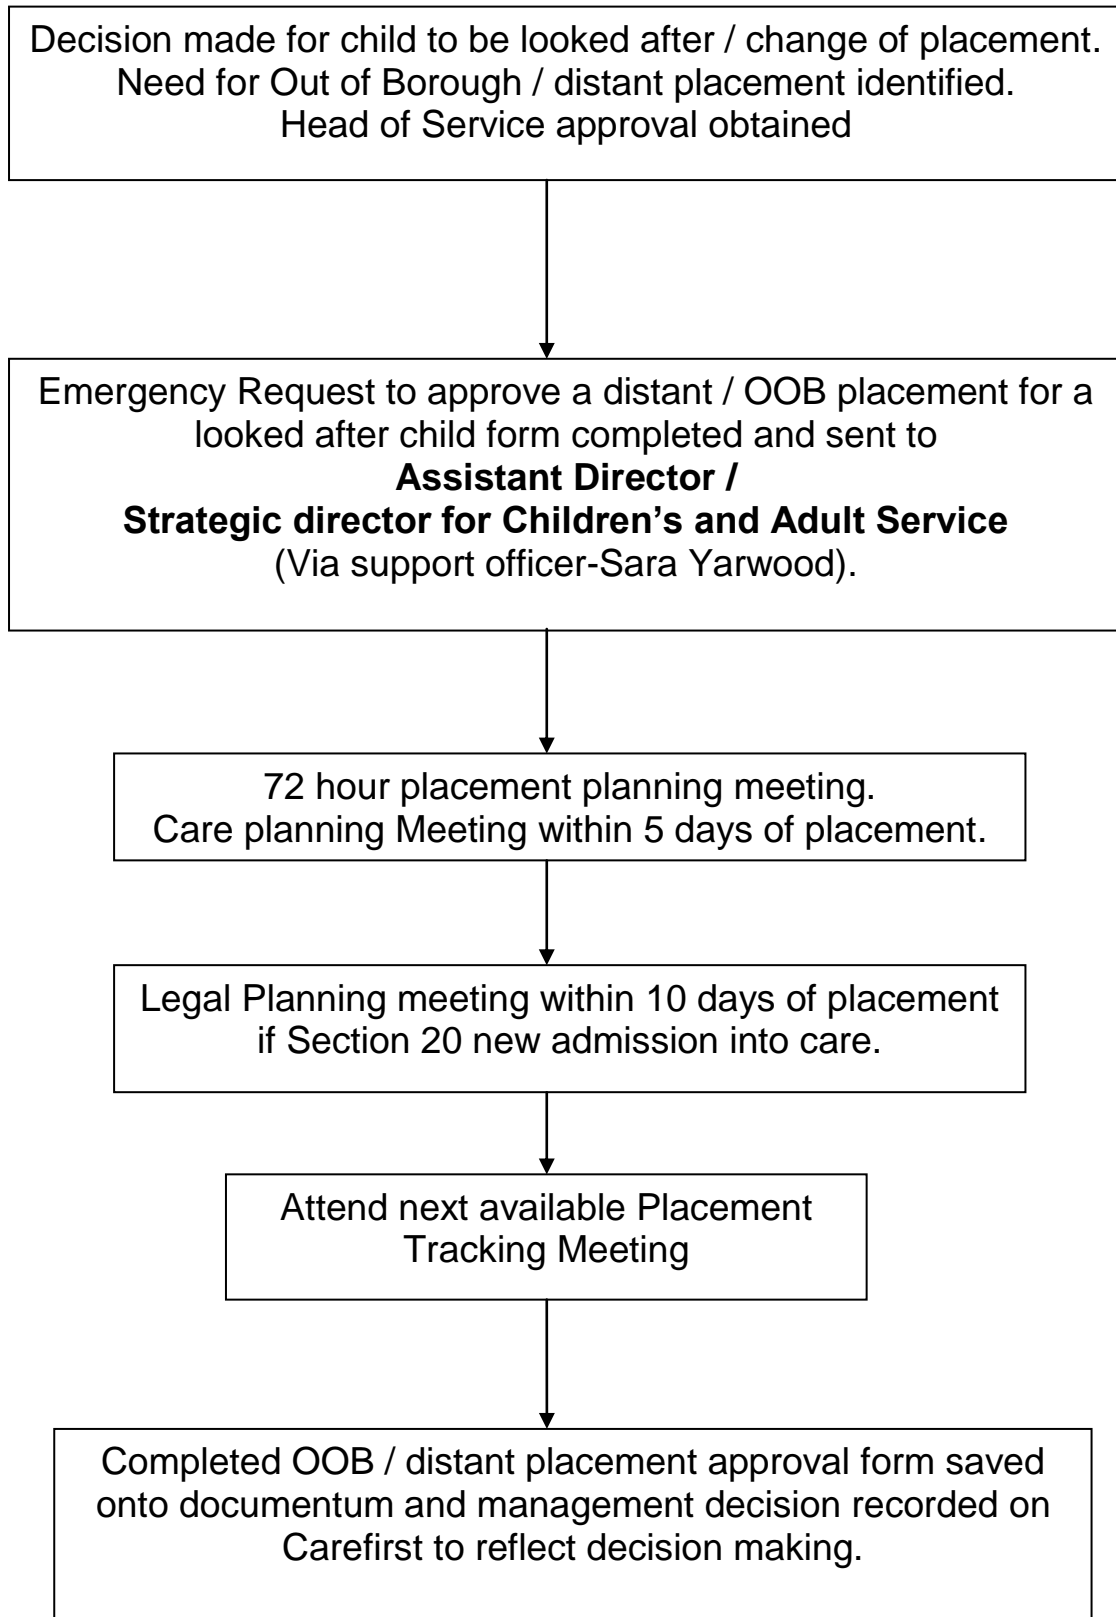 Decision made for child to be looked after / change of placement.
Need for Out of Borough / distant placement identified.
Head of Service approval obtained
Emergency Request to approve a distant / OOB placement for a
looked after child form completed and sent to
Assistant Director /
Strategic director for Children’s and Adult Service
(Via support officer-Sara Yarwood).
72 hour placement planning meeting.
Care planning Meeting within 5 days of placement.
Legal Planning meeting within 10 days of placement
if Section 20 new admission into care.
Attend next available Placement
Tracking Meeting
Completed OOB / distant placement approval form saved
onto documentum and management decision recorded on
Carefirst to reflect decision making.